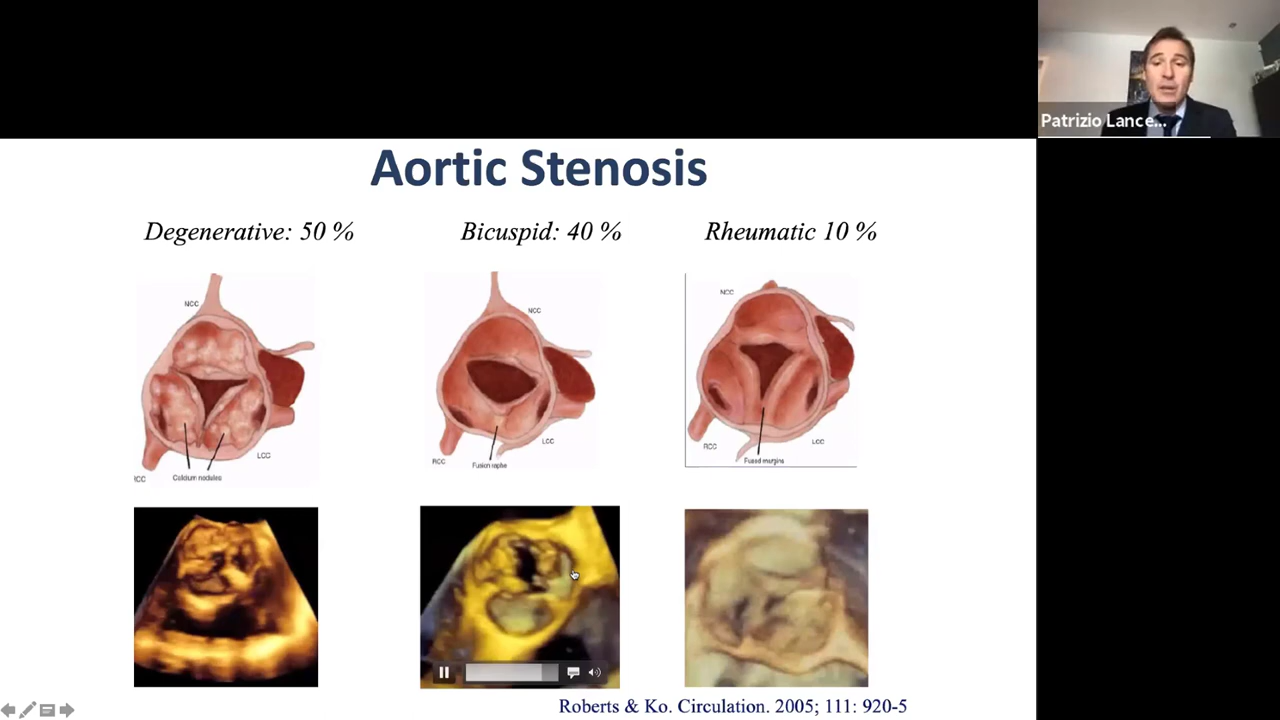 Patrizio Lance...
Aortic Stenosis
Degenerative: 50 %
Bicuspid: 40 %
Rheumatic 10 %
NCC
Calcium nodules
LCC
NCC
RCC
Fusion raphe
LCC
NCC
RCC
Fused margins
LCC
Roberts & Ko. Circulation. 2005; 111: 920-5